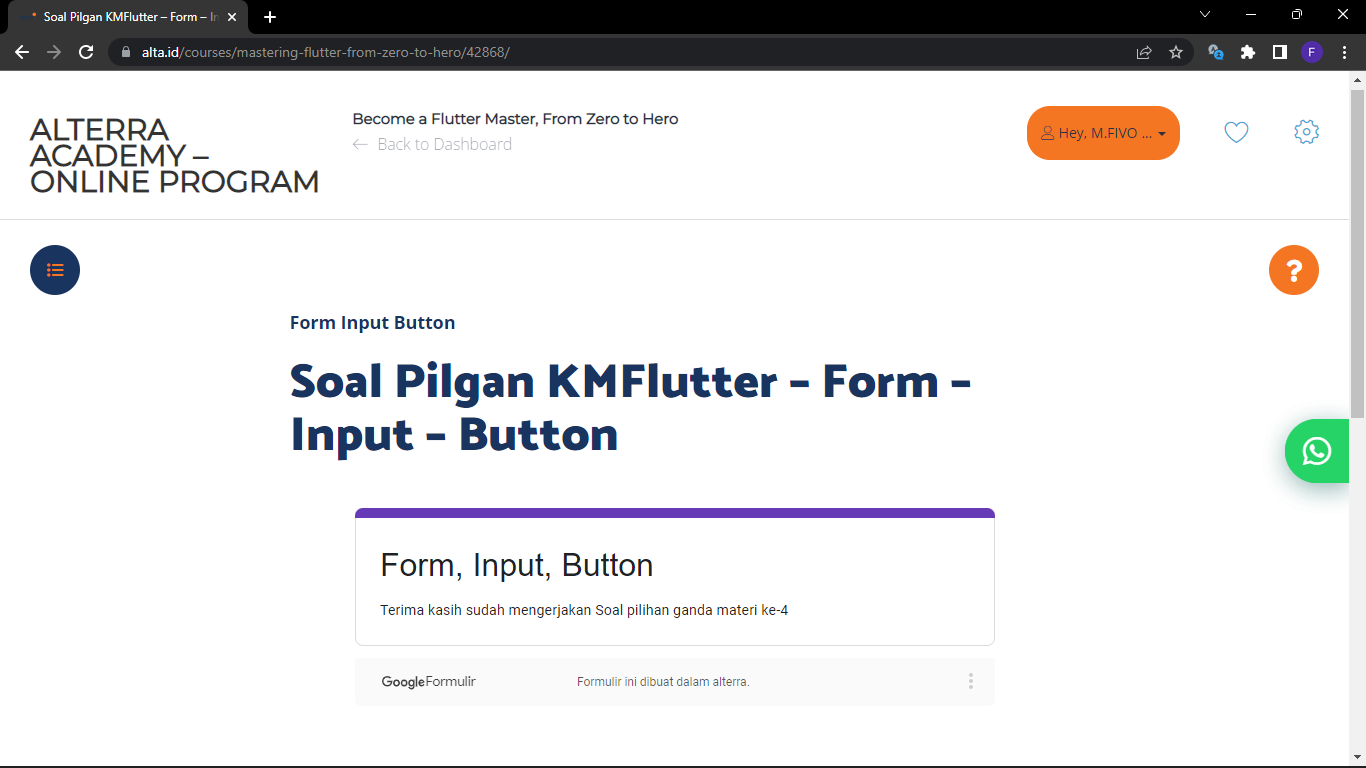 Soal Pilgan KMFlutter – Form – In
alta.id/courses/mastering-flutter-from-zero-to-hero/42868/
F
ALTERRA
ACADEMY –
ONLINE PROGRAM
Become a Flutter Master, From Zero to Hero
← Back to Dashboard
Hey, M.FIVO ...
?
Form Input Button
Soal Pilgan KMFlutter – Form –
Input – Button
Form, Input, Button
Terima kasih sudah mengerjakan Soal pilihan ganda materi ke-4
Google Formulir
Formulir ini dibuat dalam alterra.